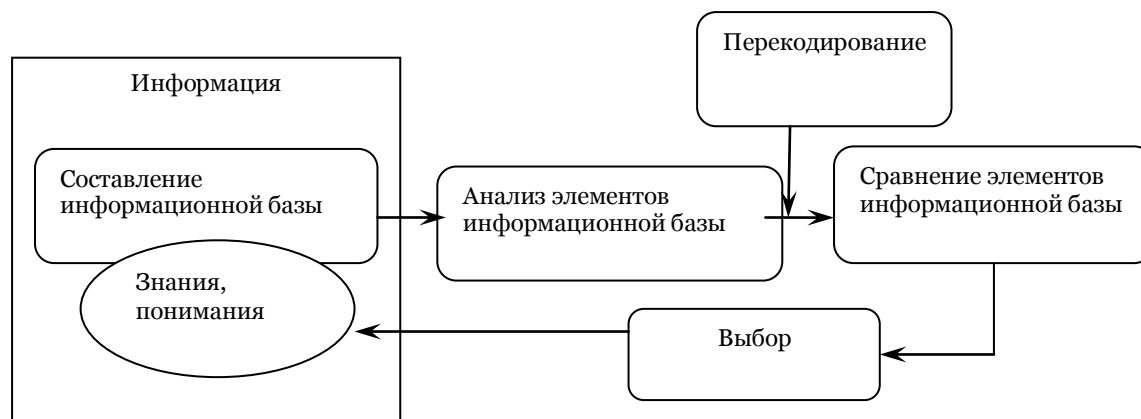 Перекодирование
Информация
Составление
информационной базы
Анализ элементов
информационной базы
Сравнение элементов
информационной базы
Знания,
понимания
Выбор